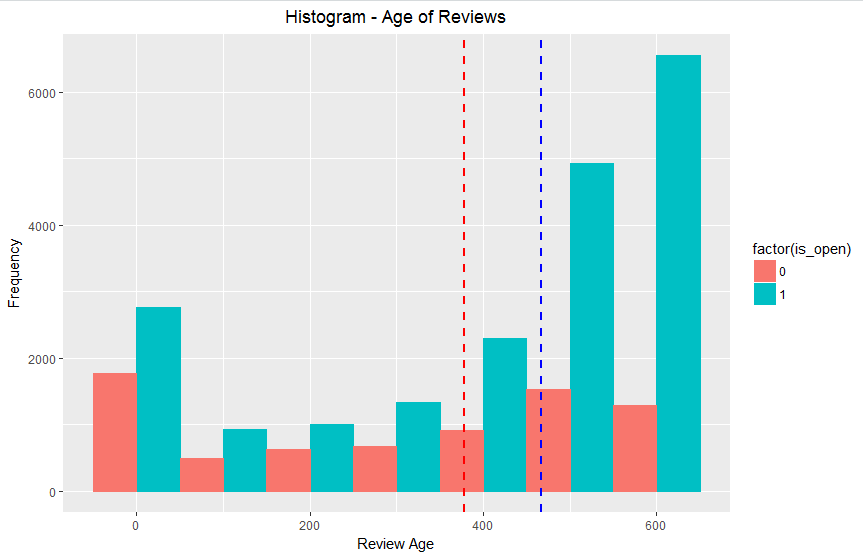 Histogram - Age of Reviews
6000
4000
2000
0
Frequency
0 200 400 600
Review Age
factor(is_open)
0
1